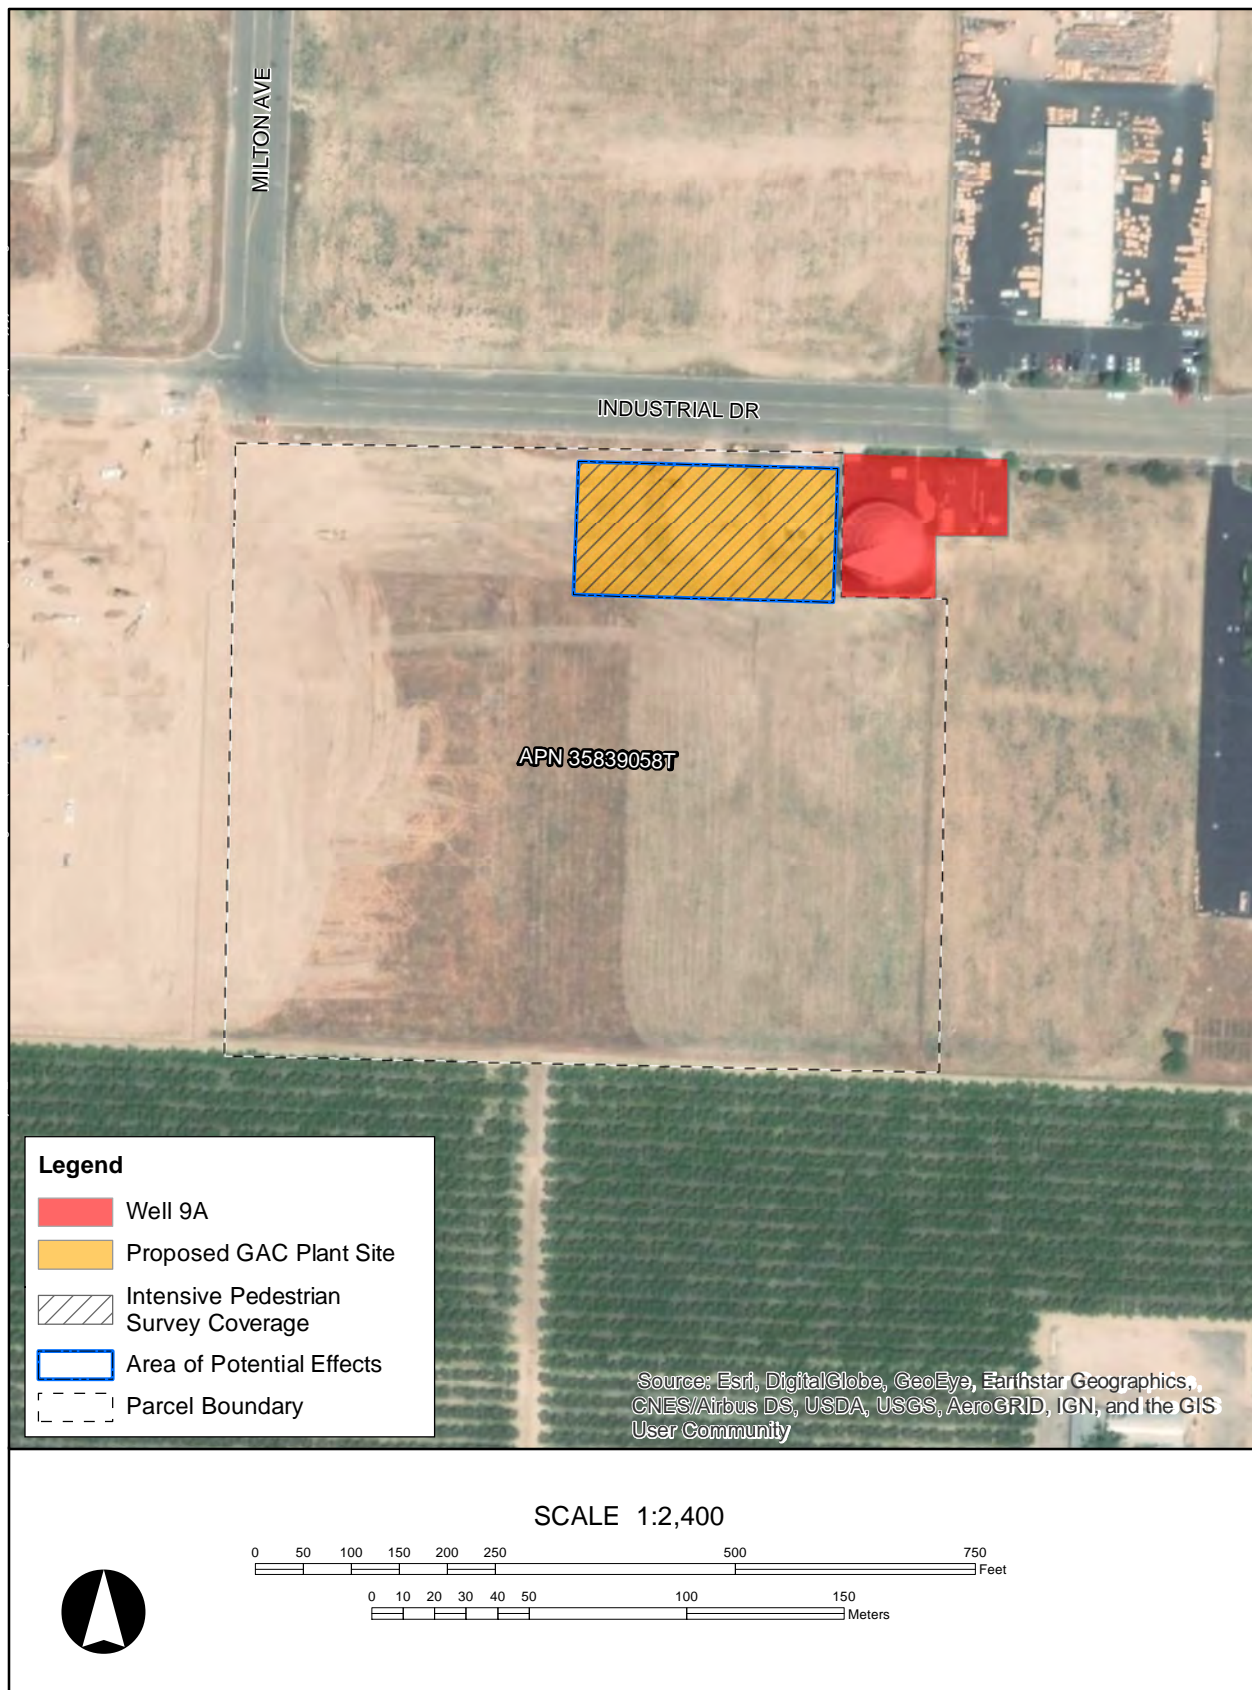 MILTON AVE
INDUSTRIAL DR
APN 35839058T
Legend
Well 9A
Proposed GAC Plant Site
Intensive Pedestrian
Survey Coverage
Area of Potential Effects
Parcel Boundary
Source: Esri, DigitalGlobe, GeoEye, Earthstar Geographics,
CNES/Airbus DS, USDA, USGS, AeroGRID, IGN, and the GIS
User Community
SCALE 1:2,400
0 50 100 150 200 250 500 750
Feet
0 10 20 30 40 50 100 150
Meters